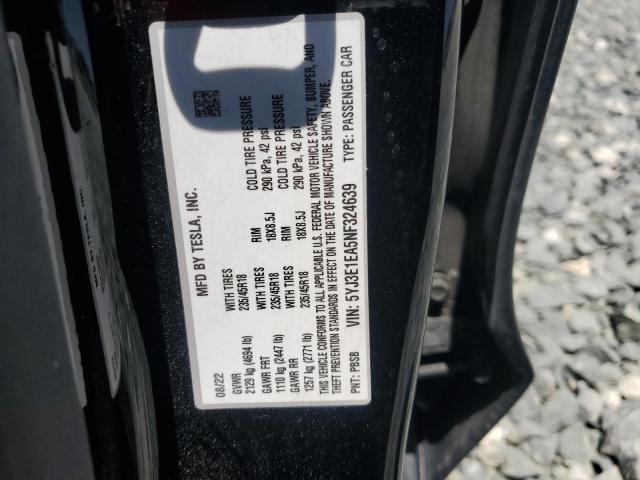 MFD BY TESLA, INC.
08/22
GVWR
2129 kg (4694 lb)
GAWR FRT WITH TIRES RIM COLD TIRE PRESSURE
1110 kg (2447 lb) 235/45R18 18X8.5J 290 kPa, 42 psi
GAWR RR WITH TIRES RIM COLD TIRE PRESSURE
1257 kg (2771 lb) 235/45R18 18X8.5J 290 kPa, 42 psi
THIS VEHICLE CONFORMS TO ALL APPLICABLE U.S. FEDERAL MOTOR VEHICLE SAFETY, BUMPER, AND
THEFT PREVENTION STANDARDS IN EFFECT ON THE DATE OF MANUFACTURE SHOWN ABOVE.
VIN: 5YJ3E1EA5NF324639 TYPE: PASSENGER CAR
PNT: PBSB